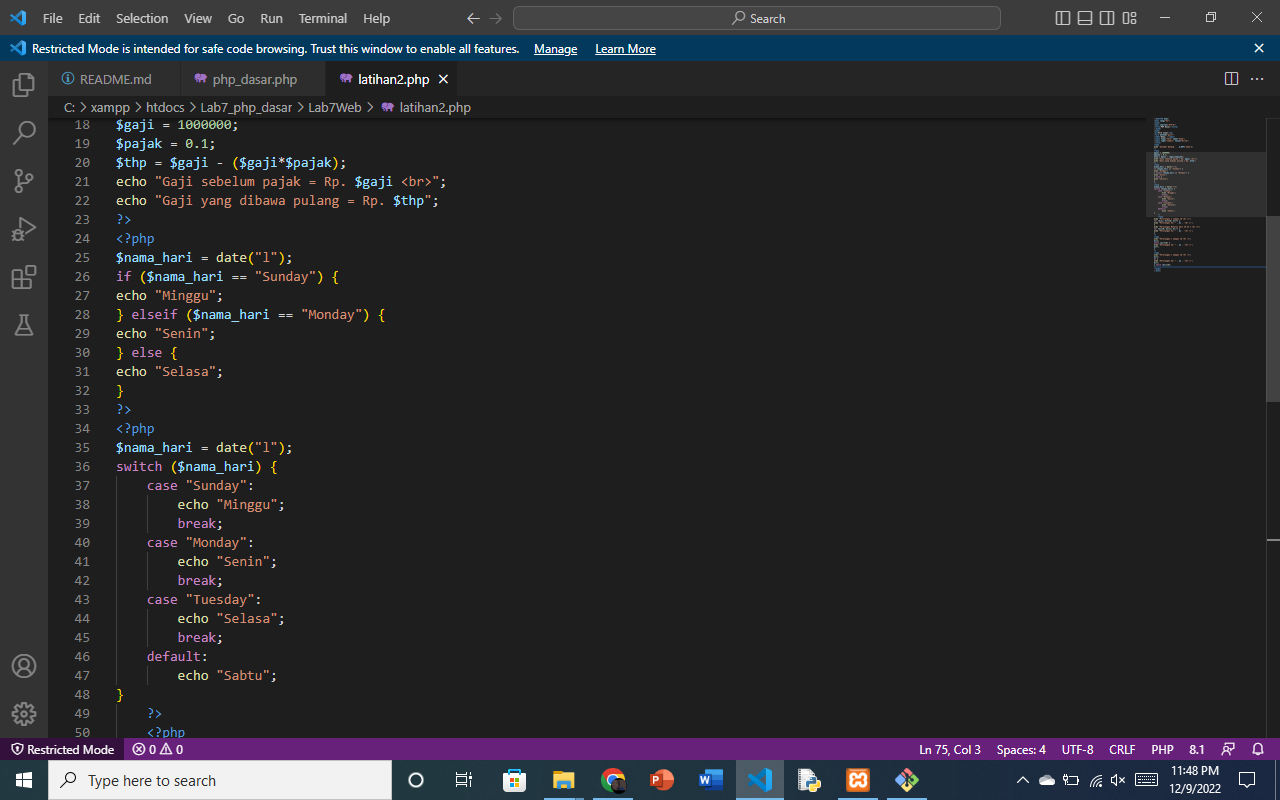 File Edit Selection View Go Run Terminal Help Search
Restricted Mode is intended for safe code browsing. Trust this window to enable all features. Manage Learn More
README.md php_dasar.php latihan2.php
C: > xampp > htdocs > Lab7_php_dasar > Lab7Web > latihan2.php
18 $gaji = 1000000;
19 $pajak = 0.1;
20 $thp = $gaji - ($gaji*$pajak);
21 echo "Gaji sebelum pajak = Rp. $gaji <br>";
22 echo "Gaji yang dibawa pulang = Rp. $thp";
23 ?>
24 <?php
25 $nama_hari = date("l");
26 if ($nama_hari == "Sunday") {
27 echo "Minggu";
28 } elseif ($nama_hari == "Monday") {
29 echo "Senin";
30 } else {
31 echo "Selasa";
32 }
33 ?>
34 <?php
35 $nama_hari = date("l");
36 switch ($nama_hari) {
37 case "Sunday":
38 echo "Minggu";
39 break;
40 case "Monday":
41 echo "Senin";
42 break;
43 case "Tuesday":
44 echo "Selasa";
45 break;
46 default:
47 echo "Sabtu";
48 }
49 ?>
50 <?php
Restricted Mode 0 0 Ln 75, Col 3 Spaces: 4 UTF-8 CRLF PHP 8.1
Type here to search
11:48 PM
12/9/2022